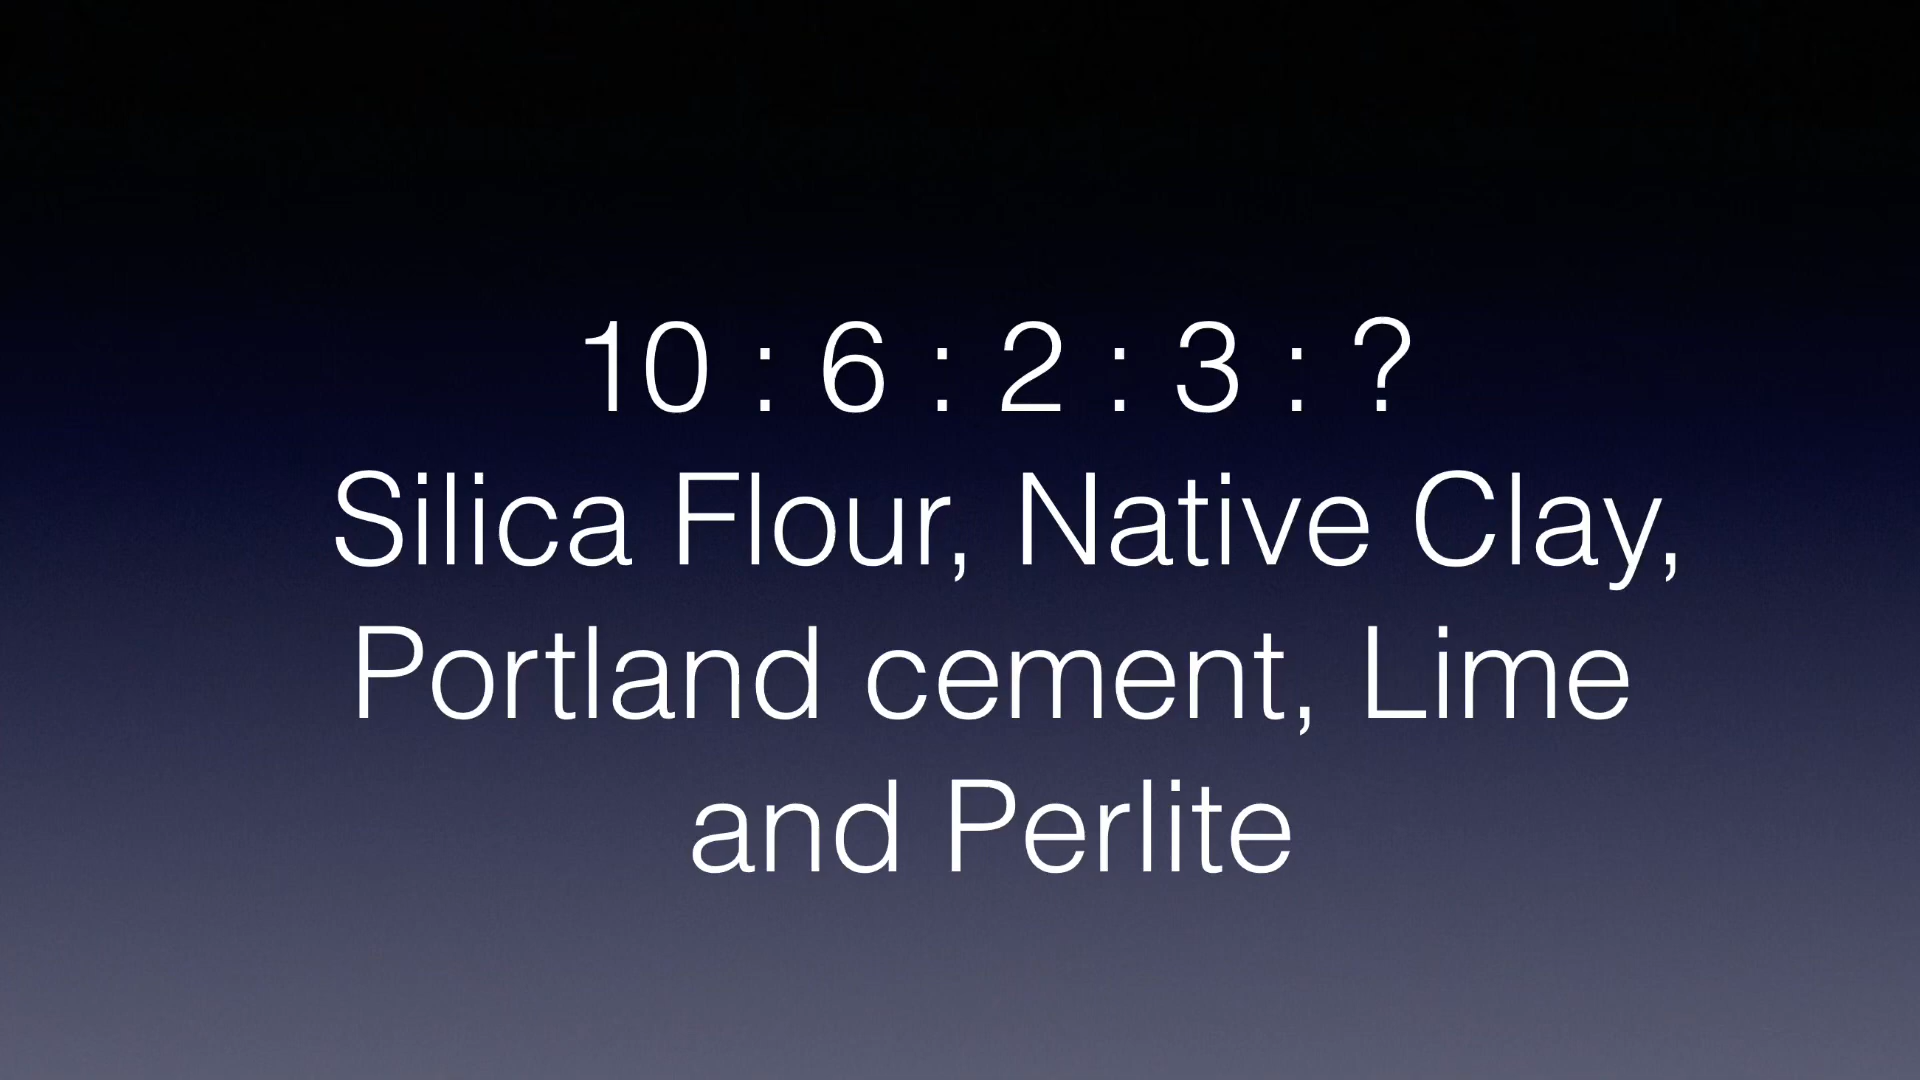 10 : 6 : 2 : 3 : ?
Silica Flour, Native Clay,
Portland cement, Lime
and Perlite